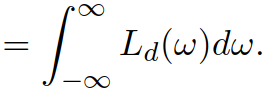 = ∫_{-∞}^{∞} L_d(ω)dω.